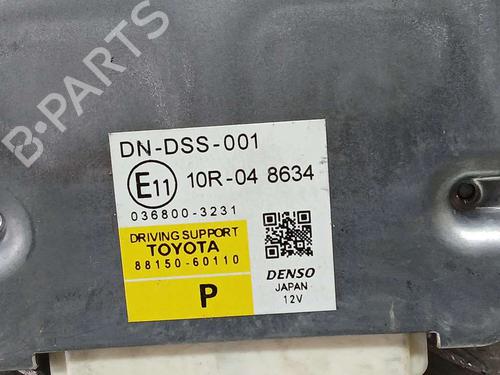 B-PARTS
DN-DSS-001
E11 10R-04 8634
036800-3231
DRIVING SUPPORT
TOYOTA
88150-60110
P
DENSO
JAPAN
12V